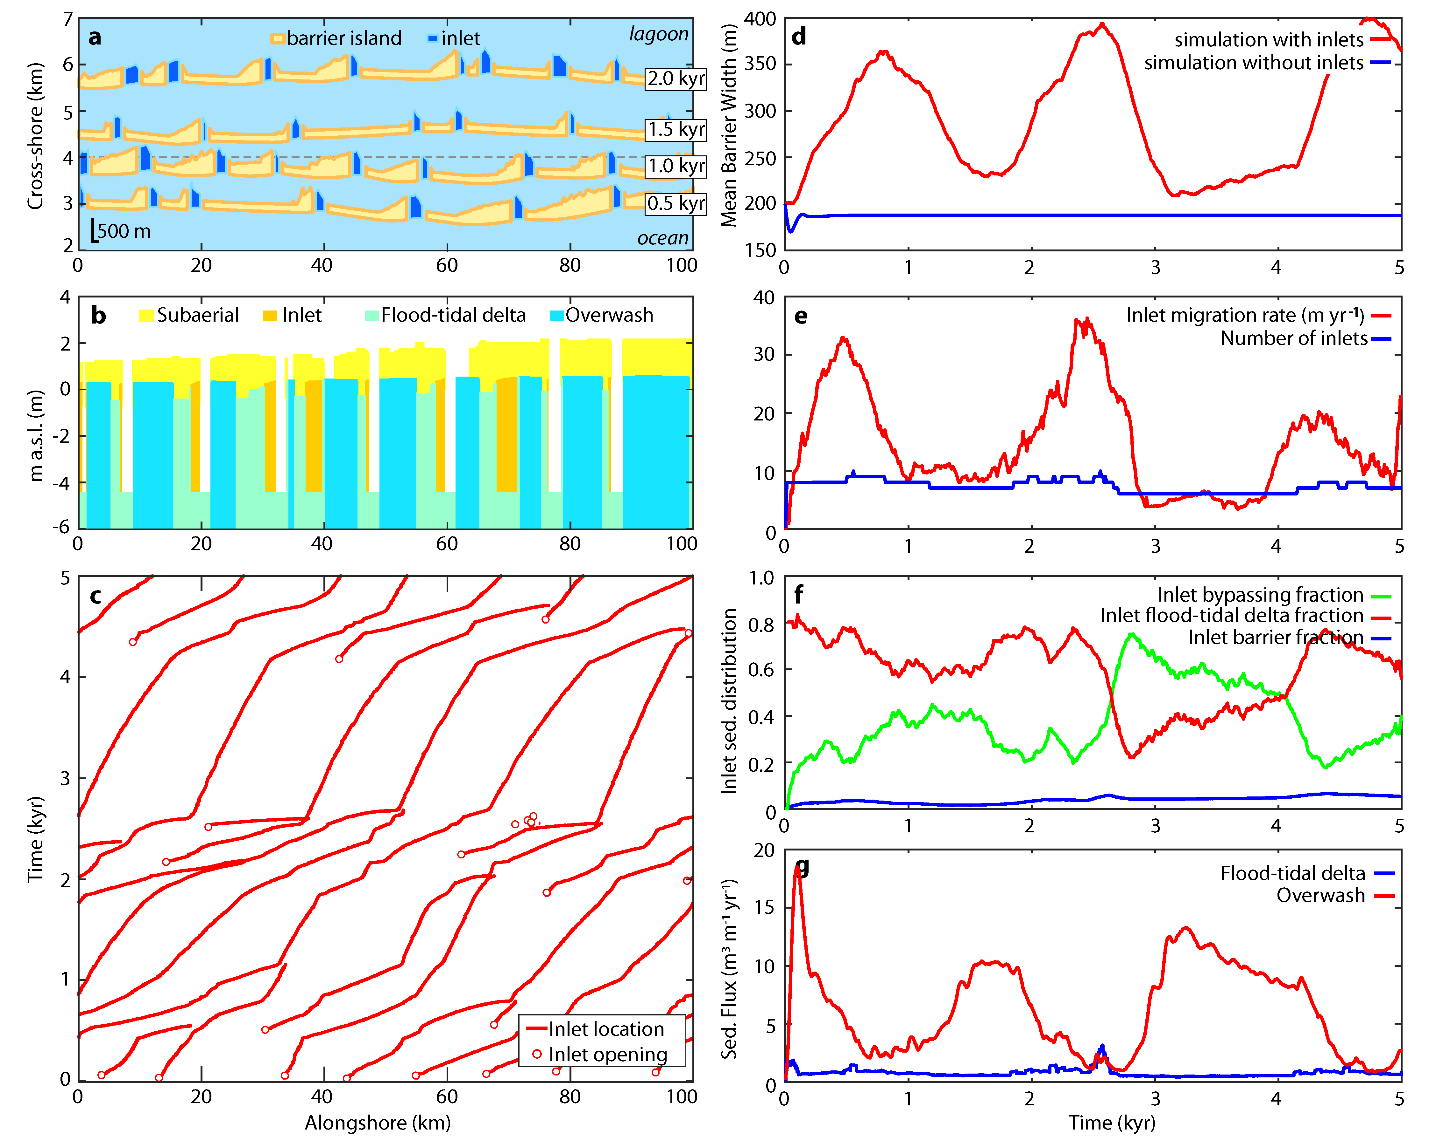 a
barrier island
inlet
lagoon
2.0 kyr
1.5 kyr
1.0 kyr
0.5 kyr
500 m
ocean
Cross-shore (km)
7
6
5
4
3
2
0
20
40
60
80
100
b
Subaerial
Inlet
Flood-tidal delta
Overwash
m a.s.l. (m)
4
2
0
-2
-4
-6
0
20
40
60
80
100
c
Inlet location
Inlet opening
Time (kyr)
5
4
3
2
1
0
0
20
40
60
80
100
Alongshore (km)
d
simulation with inlets
simulation without inlets
Mean Barrier Width (m)
400
350
300
250
200
150
0
1
2
3
4
5
e
Inlet migration rate (m yr⁻¹)
Number of inlets
40
30
20
10
0
0
1
2
3
4
5
f
Inlet bypassing fraction
Inlet flood-tidal delta fraction
Inlet barrier fraction
Inlet sed. distribution
1.0
0.8
0.6
0.4
0.2
0
0
1
2
3
4
5
g
Flood-tidal delta
Overwash
Sed. Flux (m³ m⁻¹ yr⁻¹)
20
15
10
5
0
0
1
2
3
4
5
Time (kyr)